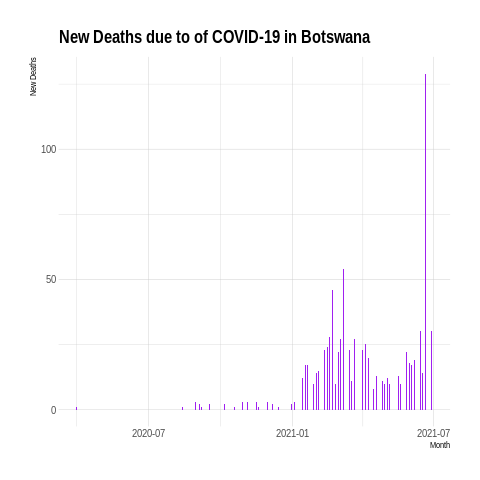 New Deaths due to of COVID-19 in Botswana
New Deaths
100
50
0
2020-07
2021-01
2021-07
Month